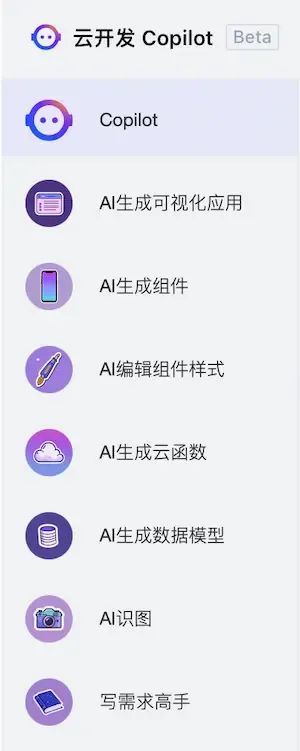 云开发 Copilot Beta
Copilot
AI生成可视化应用
AI生成组件
AI编辑组件样式
AI生成云函数
AI生成数据模型
AI识图
写需求高手